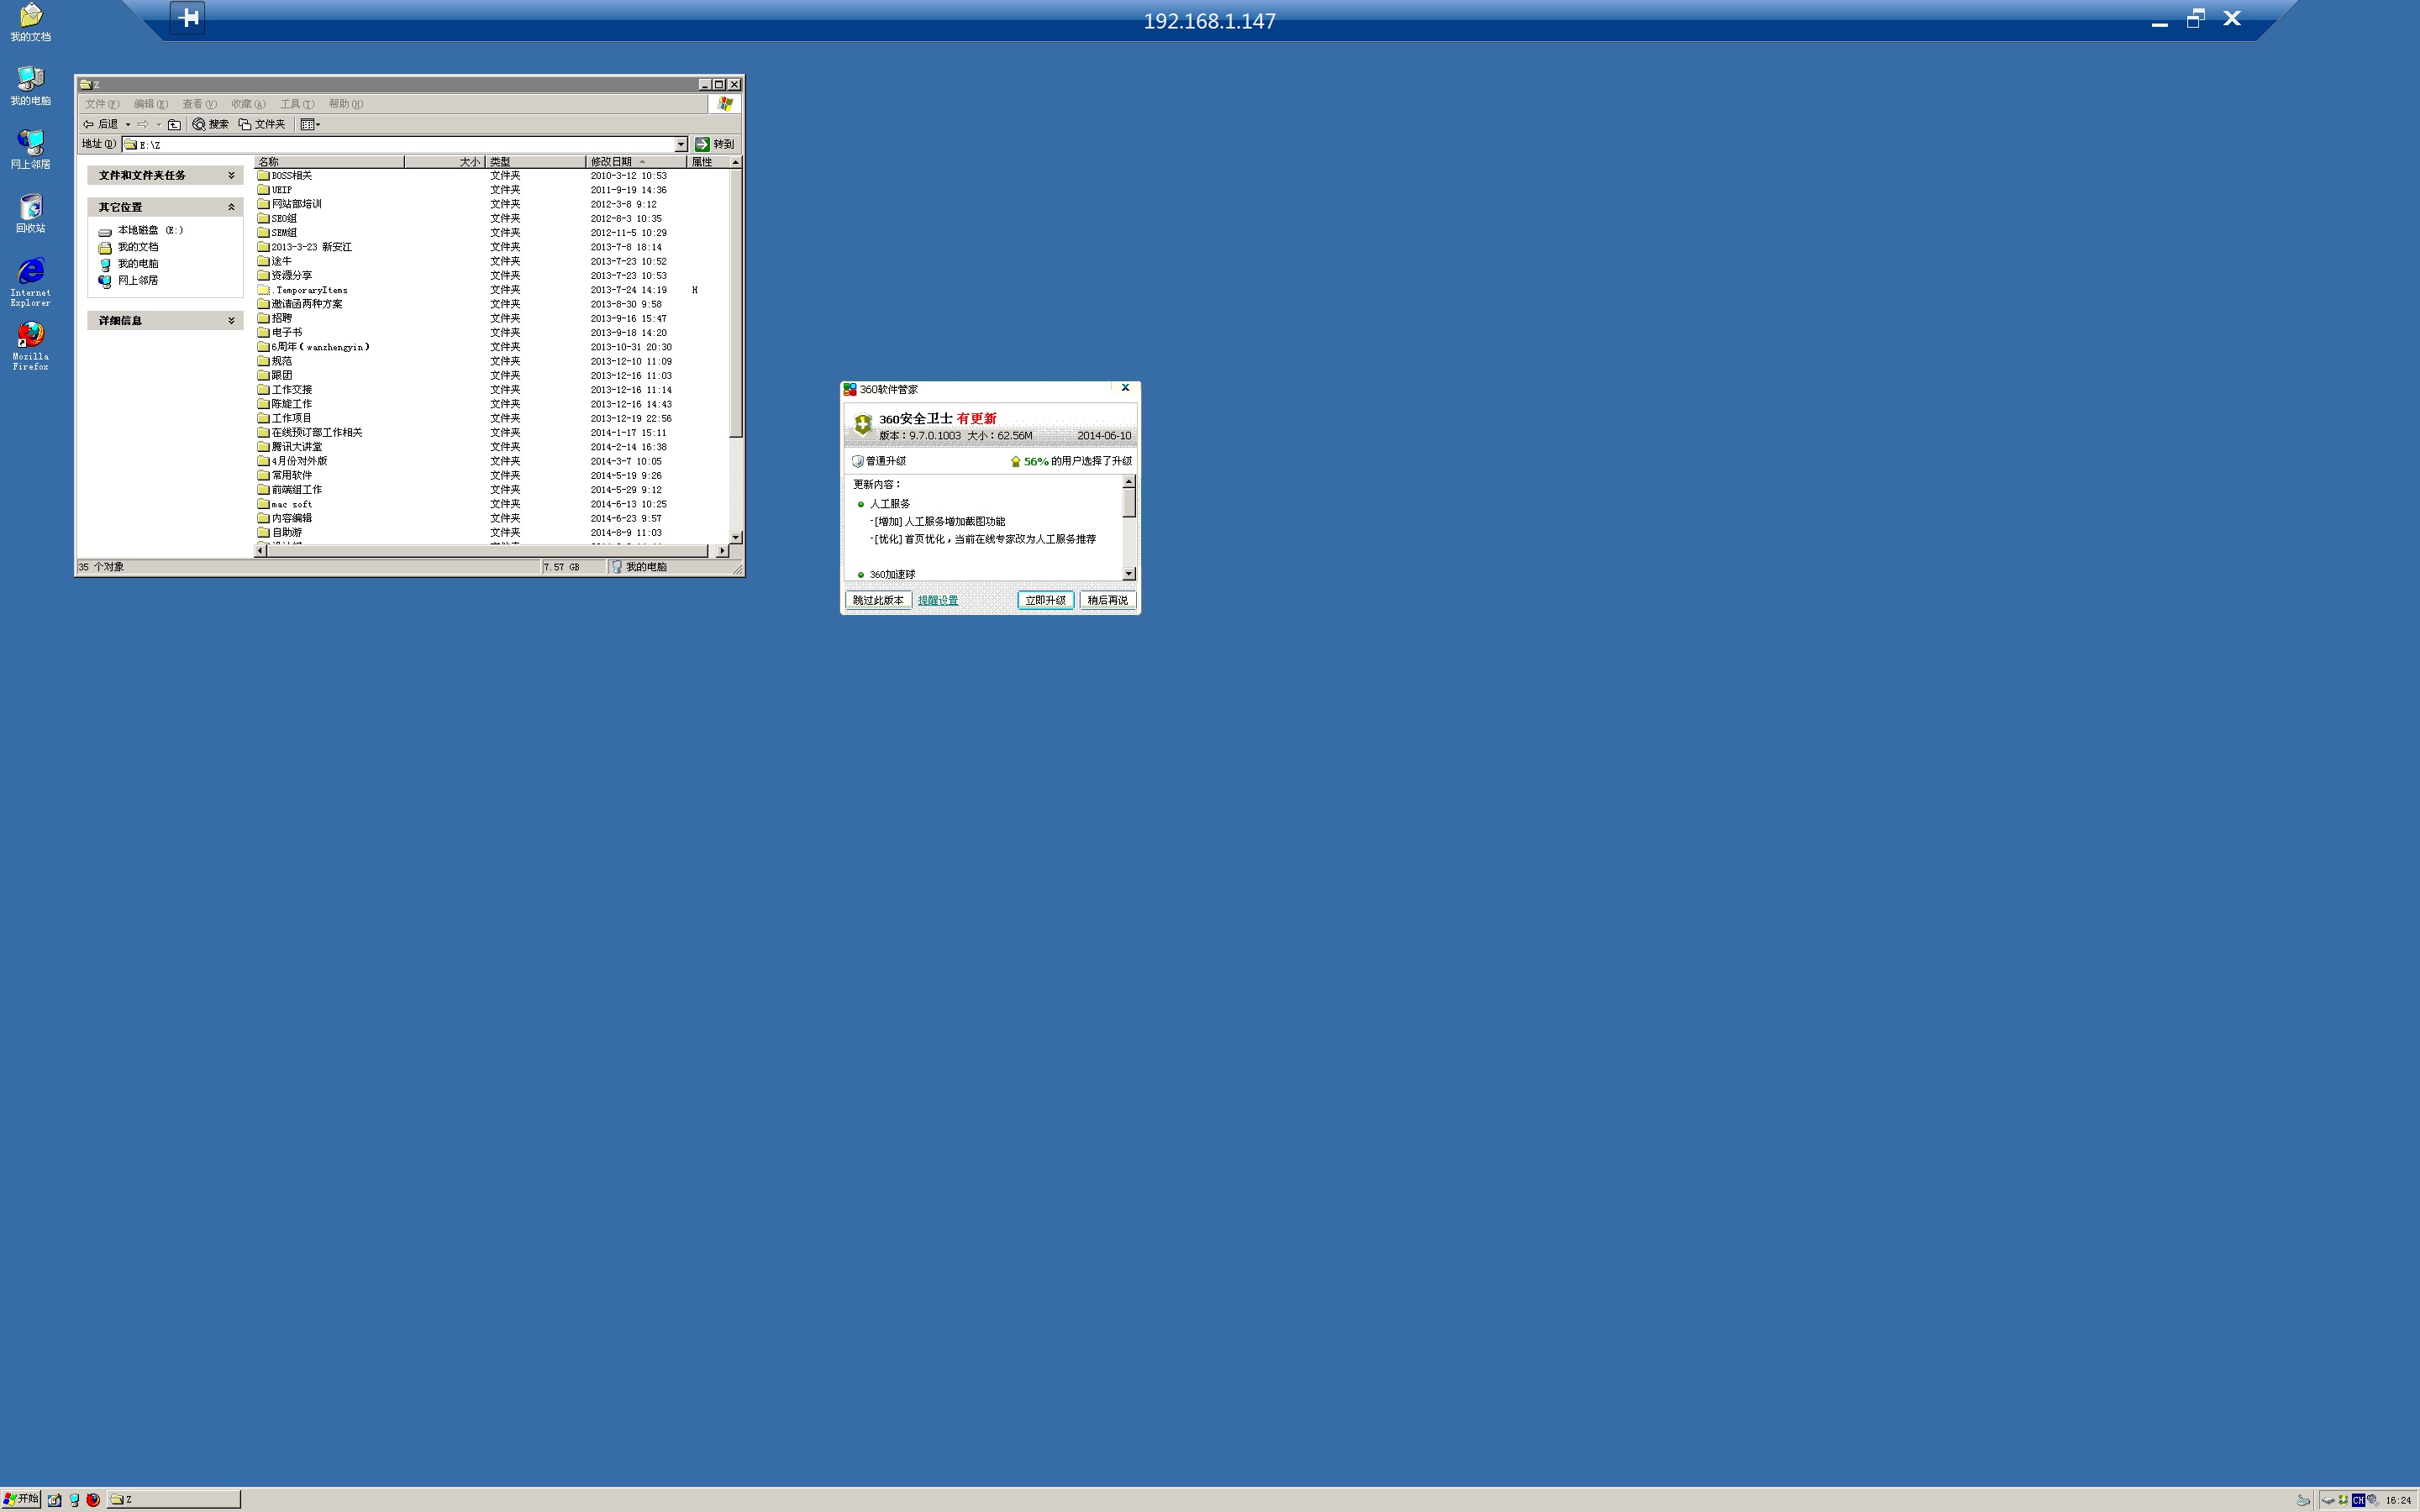 192.168.1.147
我的文档
我的电脑
网上邻居
回收站
Internet
Explorer
Mozilla
Firefox
Z
文件(F) 编辑(E) 查看(V) 收藏(A) 工具(T) 帮助(H)
后退 搜索 文件夹
地址(D) E:\Z 转到
文件和文件夹任务
其它位置
本地磁盘 (E:)
我的文档
我的电脑
网上邻居
详细信息
名称 大小 类型 修改日期 属性
BOSS相关 文件夹 2010-3-12 10:53
UEIP 文件夹 2011-9-19 14:36
网站部培训 文件夹 2012-3-8 9:12
SEO组 文件夹 2012-8-3 10:35
SEM组 文件夹 2012-11-5 10:29
2013-3-23 新安江 文件夹 2013-7-8 18:14
途牛 文件夹 2013-7-23 10:52
资源分享 文件夹 2013-7-23 10:53
.TemporaryItems 文件夹 2013-7-24 14:19 H
邀请函两种方案 文件夹 2013-8-30 9:58
招聘 文件夹 2013-9-16 15:47
电子书 文件夹 2013-9-18 14:20
6周年（wanzhengyin） 文件夹 2013-10-31 20:30
规范 文件夹 2013-12-10 11:09
跟团 文件夹 2013-12-16 11:03
工作交接 文件夹 2013-12-16 11:14
陈旋工作 文件夹 2013-12-16 14:43
工作项目 文件夹 2013-12-19 22:56
在线预订部工作相关 文件夹 2014-1-17 15:11
腾讯大讲堂 文件夹 2014-2-14 16:38
4月份对外版 文件夹 2014-3-7 10:05
常用软件 文件夹 2014-5-19 9:26
前端组工作 文件夹 2014-5-29 9:12
mac soft 文件夹 2014-6-13 10:25
内容编辑 文件夹 2014-6-23 9:57
自助游 文件夹 2014-8-9 11:03
35 个对象 7.57 GB 我的电脑
360软件管家
360安全卫士 有更新
版本：9.7.0.1003 大小：62.56M 2014-06-10
普通升级 56% 的用户选择了升级
更新内容：
人工服务
-[增加] 人工服务增加截图功能
-[优化] 首页优化，当前在线专家改为人工服务推荐
360加速球
跳过此版本 提醒设置 立即升级 稍后再说
开始 Z CH 16:24